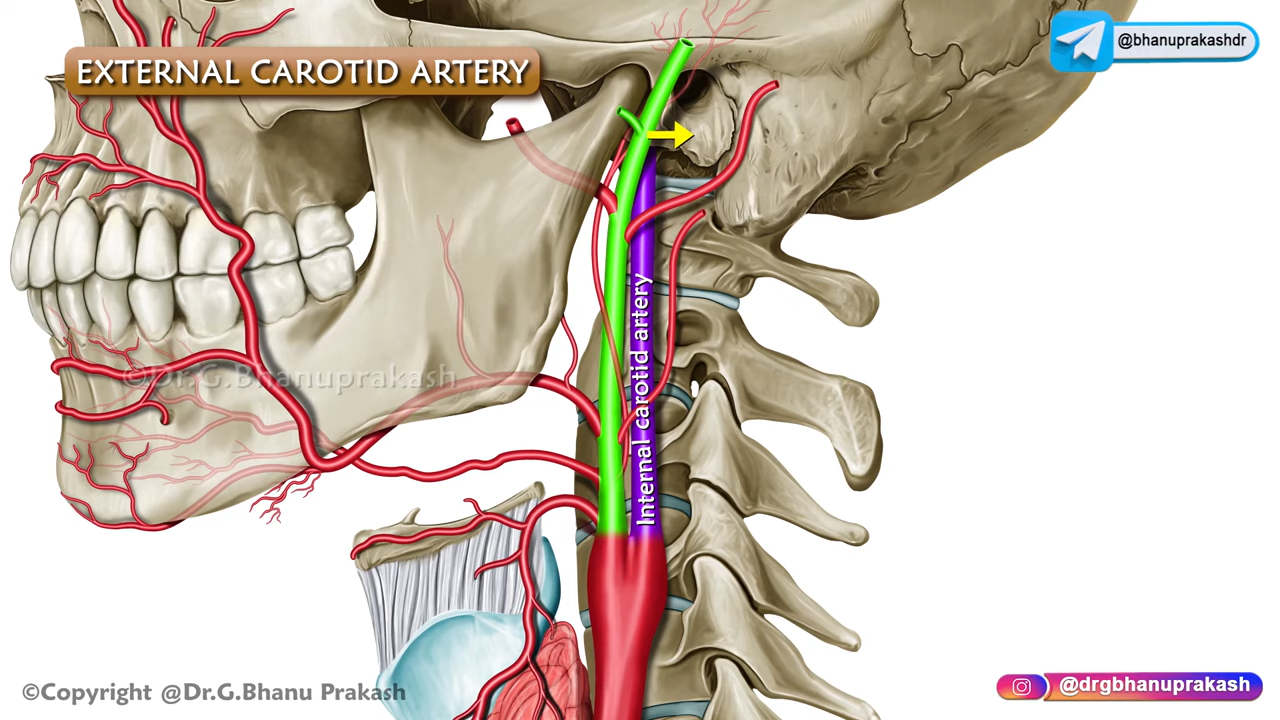 @bhanuprakashdr
EXTERNAL CAROTID ARTERY
Internal carotid artery
©Dr.G.Bhanuprakash
©Copyright @Dr.G.Bhanu Prakash
@drgbhanuprakash